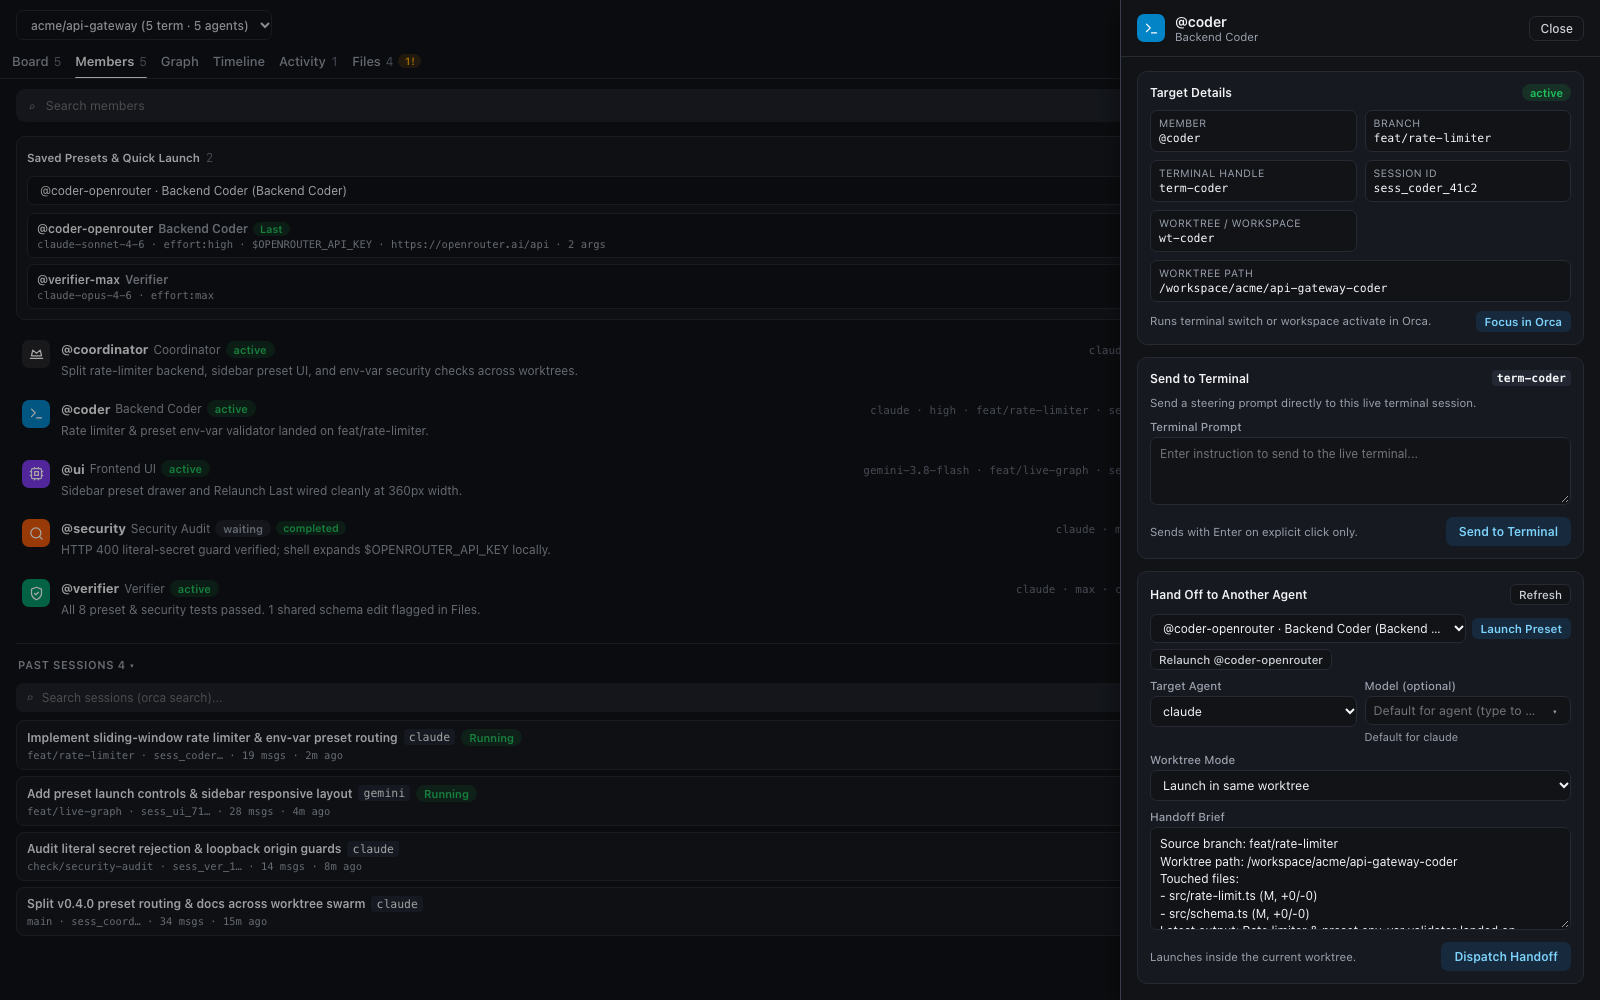 acme/api-gateway (5 term · 5 agents)
Board 5 Members 5 Graph Timeline Activity 1 Files 4 1!
Search members
Saved Presets & Quick Launch 2
@coder-openrouter · Backend Coder (Backend Coder)
@coder-openrouter Backend Coder Last
claude-sonnet-4-6 · effort:high · $OPENROUTER_API_KEY · https://openrouter.ai/api · 2 args
@verifier-max Verifier
claude-opus-4-6 · effort:max
@coordinator Coordinator active
Split rate-limiter backend, sidebar preset UI, and env-var security checks across worktrees.
@coder Backend Coder active claude · high · feat/rate-limiter ·
Rate limiter & preset env-var validator landed on feat/rate-limiter.
@ui Frontend UI active gemini-3.8-flash · feat/live-graph ·
Sidebar preset drawer and Relaunch Last wired cleanly at 360px width.
@security Security Audit waiting completed claude ·
HTTP 400 literal-secret guard verified; shell expands $OPENROUTER_API_KEY locally.
@verifier Verifier active claude · max ·
All 8 preset & security tests passed. 1 shared schema edit flagged in Files.
PAST SESSIONS 4
Search sessions (orca search)...
Implement sliding-window rate limiter & env-var preset routing claude Running
feat/rate-limiter · sess_coder… · 19 msgs · 2m ago
Add preset launch controls & sidebar responsive layout gemini Running
feat/live-graph · sess_ui_71… · 28 msgs · 4m ago
Audit literal secret rejection & loopback origin guards claude
check/security-audit · sess_ver_1… · 14 msgs · 8m ago
Split v0.4.0 preset routing & docs across worktree swarm claude
main · sess_coord… · 34 msgs · 15m ago
@coder
Backend Coder
Close
Target Details active
MEMBER
@coder
BRANCH
feat/rate-limiter
TERMINAL HANDLE
term-coder
SESSION ID
sess_coder_41c2
WORKTREE / WORKSPACE
wt-coder
WORKTREE PATH
/workspace/acme/api-gateway-coder
Runs terminal switch or workspace activate in Orca. Focus in Orca
Send to Terminal term-coder
Send a steering prompt directly to this live terminal session.
Terminal Prompt
Enter instruction to send to the live terminal...
Sends with Enter on explicit click only. Send to Terminal
Hand Off to Another Agent Refresh
@coder-openrouter · Backend Coder (Backend ... Launch Preset
Relaunch @coder-openrouter
Target Agent
claude
Model (optional)
Default for agent (type to ...
Default for claude
Worktree Mode
Launch in same worktree
Handoff Brief
Source branch: feat/rate-limiter
Worktree path: /workspace/acme/api-gateway-coder
Touched files:
- src/rate-limit.ts (M, +0/-0)
- src/schema.ts (M, +0/-0)
Latest output: Rate limiter & preset env-var validator landed on
Launches inside the current worktree. Dispatch Handoff